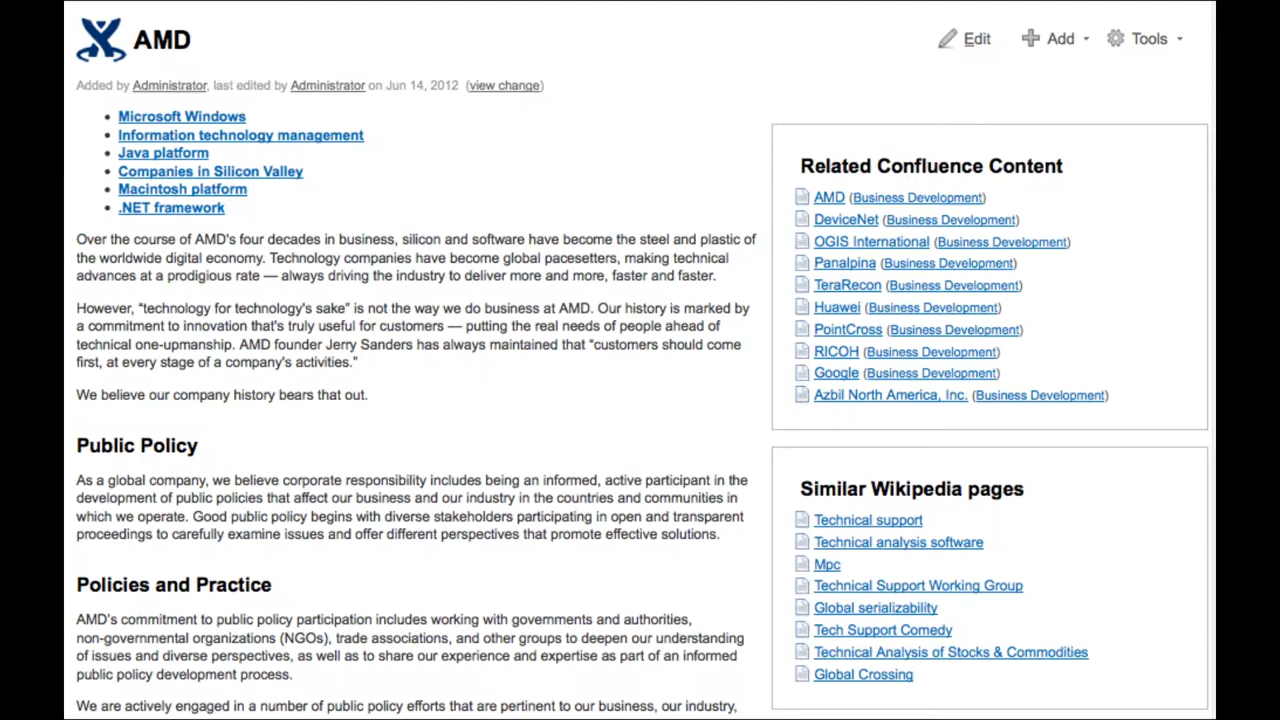 AMD
Edit
Add
Tools
Added by Administrator, last edited by Administrator on Jun 14, 2012 (view change)
• Microsoft Windows
• Information technology management
• Java platform
• Companies in Silicon Valley
• Macintosh platform
• .NET framework
Over the course of AMD's four decades in business, silicon and software have become the steel and plastic of
the worldwide digital economy. Technology companies have become global pacesetters, making technical
advances at a prodigious rate — always driving the industry to deliver more and more, faster and faster.
However, “technology for technology's sake” is not the way we do business at AMD. Our history is marked by
a commitment to innovation that's truly useful for customers — putting the real needs of people ahead of
technical one-upmanship. AMD founder Jerry Sanders has always maintained that “customers should come
first, at every stage of a company's activities.”
We believe our company history bears that out.
Public Policy
As a global company, we believe corporate responsibility includes being an informed, active participant in the
development of public policies that affect our business and our industry in the countries and communities in
which we operate. Good public policy begins with diverse stakeholders participating in open and transparent
proceedings to carefully examine issues and offer different perspectives that promote effective solutions.
Policies and Practice
AMD's commitment to public policy participation includes working with governments and authorities,
non-governmental organizations (NGOs), trade associations, and other groups to deepen our understanding
of issues and diverse perspectives, as well as to share our experience and expertise as part of an informed
public policy development process.
We are actively engaged in a number of public policy efforts that are pertinent to our business, our industry,
Related Confluence Content
AMD (Business Development)
DeviceNet (Business Development)
OGIS International (Business Development)
Panalpina (Business Development)
TeraRecon (Business Development)
Huawei (Business Development)
PointCross (Business Development)
RICOH (Business Development)
Google (Business Development)
Azbil North America, Inc. (Business Development)
Similar Wikipedia pages
Technical support
Technical analysis software
Mpc
Technical Support Working Group
Global serializability
Tech Support Comedy
Technical Analysis of Stocks & Commodities
Global Crossing